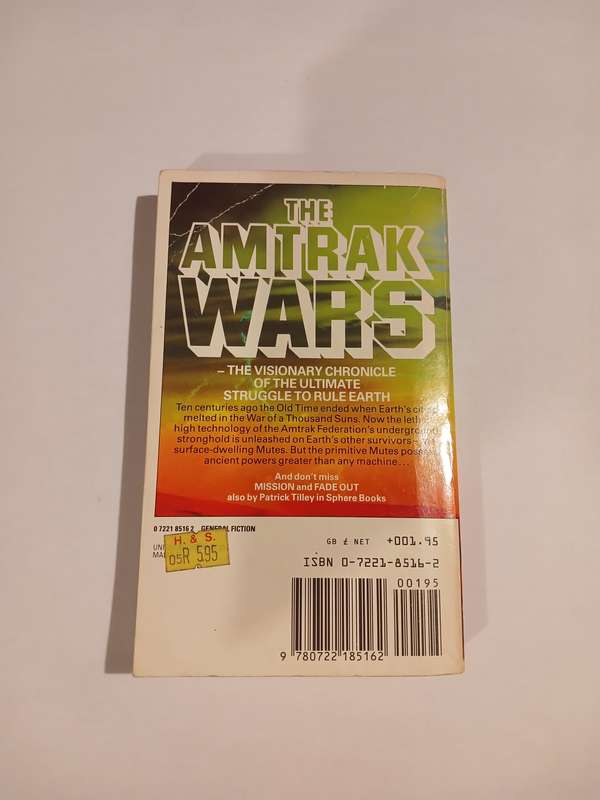 THE
AMTRAK
WARS
– THE VISIONARY CHRONICLE
OF THE ULTIMATE
STRUGGLE TO RULE EARTH
Ten centuries ago the Old Time ended when Earth's
melted in the War of a Thousand Suns. Now the
high technology of the Amtrak Federation's underground
stronghold is unleashed on Earth's other survivors –
surface-dwelling Mutes. But the primitive Mutes
ancient powers greater than any machine...
And don't miss
MISSION and FADE OUT
also by Patrick Tilley in Sphere Books
0 7221 8516 2 GENERAL FICTION
H. & S.
05R 5.95
GB £ NET +001.95
ISBN 0-7221-8516-2
00195
9 780722 185162